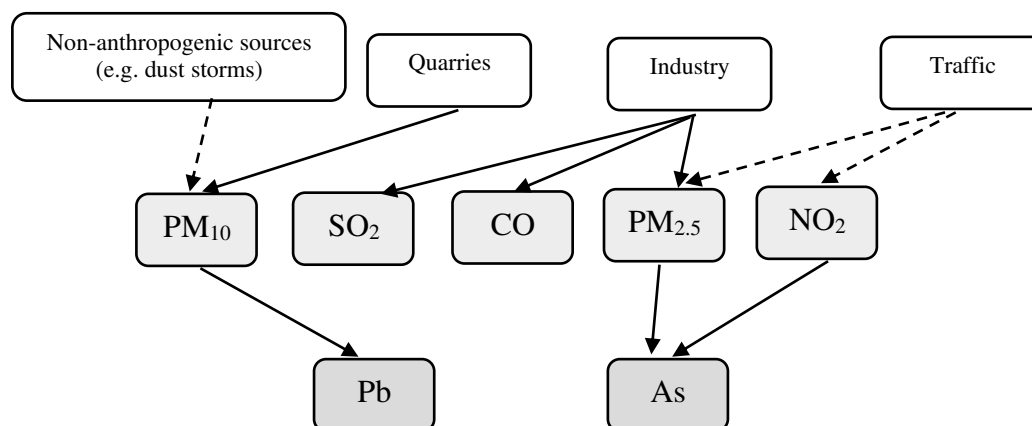 Non-anthropogenic sources
(e.g. dust storms)
Quarries
Industry
Traffic
PM₁₀
SO₂
CO
PM₂.₅
NO₂
Pb
As